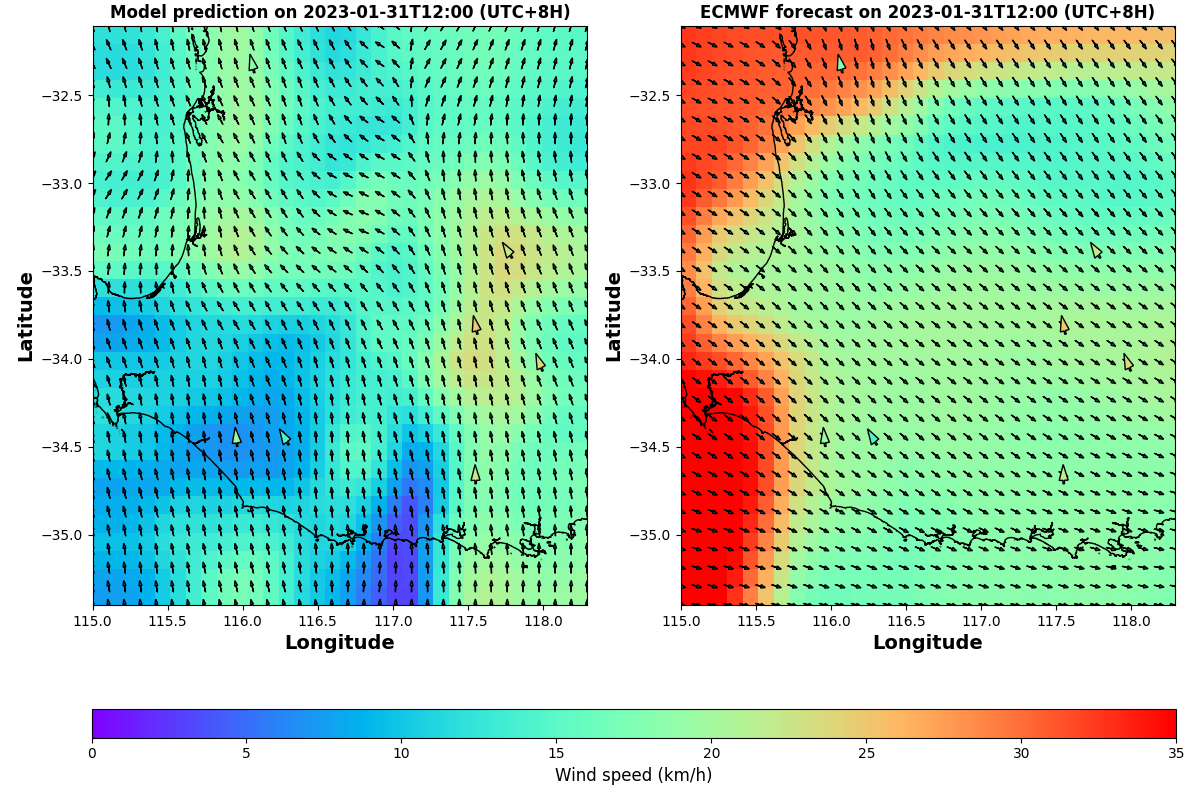 Model prediction on 2023-01-31T12:00 (UTC+8H)
ECMWF forecast on 2023-01-31T12:00 (UTC+8H)
−32.5
−33.0
−33.5
−34.0
−34.5
−35.0
Latitude
115.0 115.5 116.0 116.5 117.0 117.5 118.0
Longitude
−32.5
−33.0
−33.5
−34.0
−34.5
−35.0
Latitude
115.0 115.5 116.0 116.5 117.0 117.5 118.0
Longitude
0 5 10 15 20 25 30 35
Wind speed (km/h)